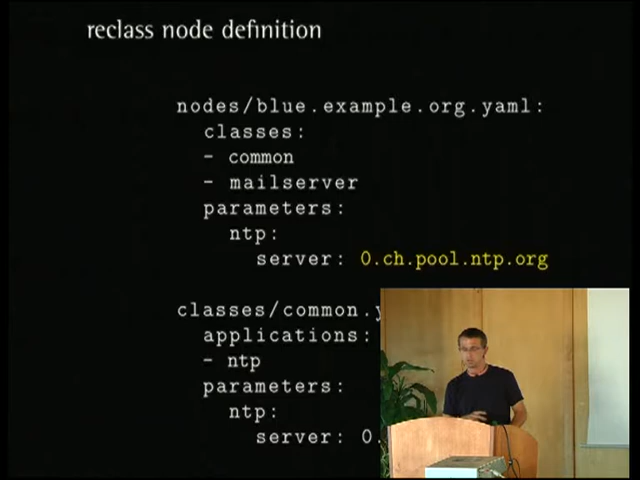 reclass node definition
nodes/blue.example.org.yaml:
classes:
- common
- mailserver
parameters:
ntp:
server: 0.ch.pool.ntp.org
classes/common.y
applications:
- ntp
parameters:
ntp:
server: 0.